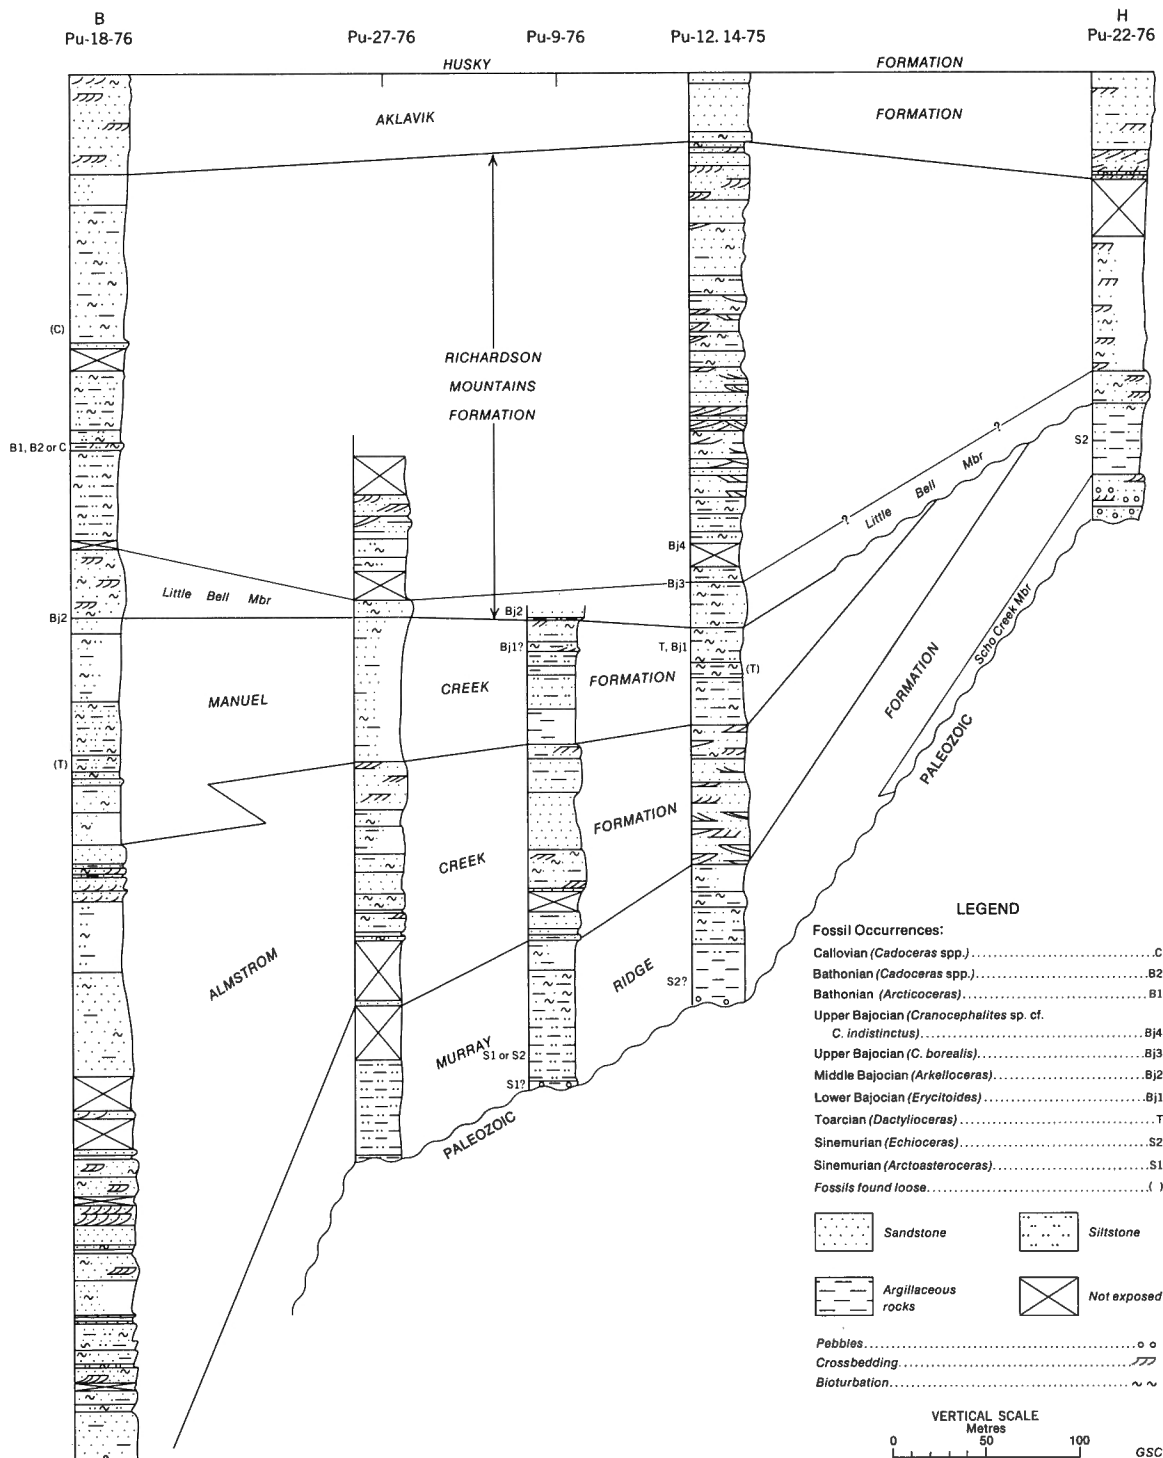 B
H
Pu-18-76
Pu-27-76
Pu-9-76
Pu-12. 14-75
Pu-22-76
HUSKY
FORMATION
AKLAVIK
FORMATION
(C)
RICHARDSON
MOUNTAINS
FORMATION
B1, B2 or C
S2
?
Little Bell Mbr
?
Bj4
Bj3
Little Bell Mbr
Bj2
Bj2
Bj1?
T, Bj1
(T)
MANUEL
CREEK
FORMATION
(T)
FORMATION
Scho Creek Mbr
PALEOZOIC
FORMATION
CREEK
ALMSTROM
RIDGE
S2?
MURRAY
S1 or S2
S1?
PALEOZOIC
LEGEND
Fossil Occurrences:
Callovian (Cadoceras spp.) ........ C
Bathonian (Cadoceras spp.) ........ B2
Bathonian (Arcticoceras) ........ B1
Upper Bajocian (Cranocephalites sp. cf.
C. indistinctus) ........ Bj4
Upper Bajocian (C. borealis) ........ Bj3
Middle Bajocian (Arkelloceras) ........ Bj2
Lower Bajocian (Erycitoides) ........ Bj1
Toarcian (Dactylioceras) ........ T
Sinemurian (Echioceras) ........ S2
Sinemurian (Arctoasteroceras) ........ S1
Fossils found loose ........ ( )
Sandstone
Siltstone
Argillaceous
rocks
Not exposed
Pebbles ........
Crossbedding ........
Bioturbation ........
VERTICAL SCALE
Metres
0 50 100
GSC